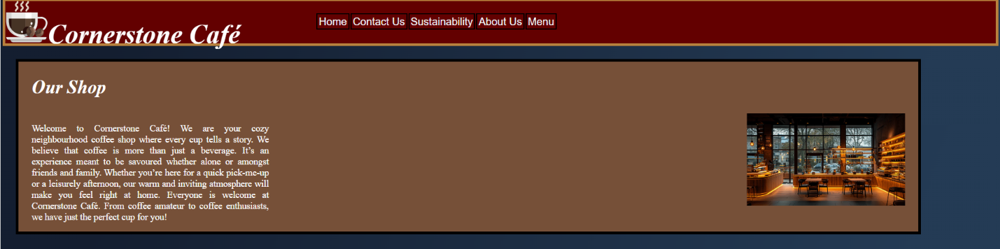 Cornerstone Café
Home Contact Us Sustainability About Us Menu
Our Shop
Welcome to Cornerstone Café! We are your cozy
neighbourhood coffee shop where every cup tells a story. We
believe that coffee is more than just a beverage. It’s an
experience meant to be savoured whether alone or amongst
friends and family. Whether you’re here for a quick pick-me-up
or a leisurely afternoon, our warm and inviting atmosphere will
make you feel right at home. Everyone is welcome at
Cornerstone Café. From coffee amateur to coffee enthusiasts,
we have just the perfect cup for you!